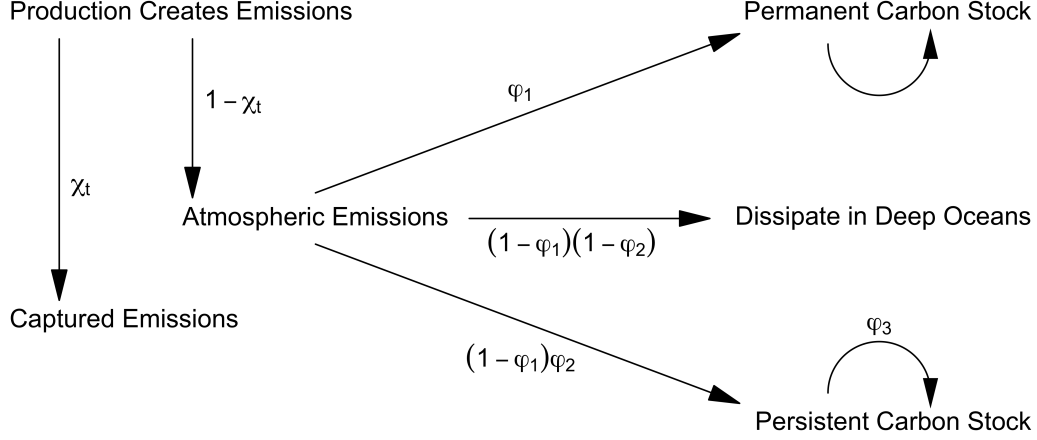 Production Creates Emissions
Permanent Carbon Stock
φ₁
1 – χₜ
χₜ
Atmospheric Emissions
Dissipate in Deep Oceans
(1 – φ₁)(1 – φ₂)
Captured Emissions
φ₃
(1 – φ₁)φ₂
Persistent Carbon Stock